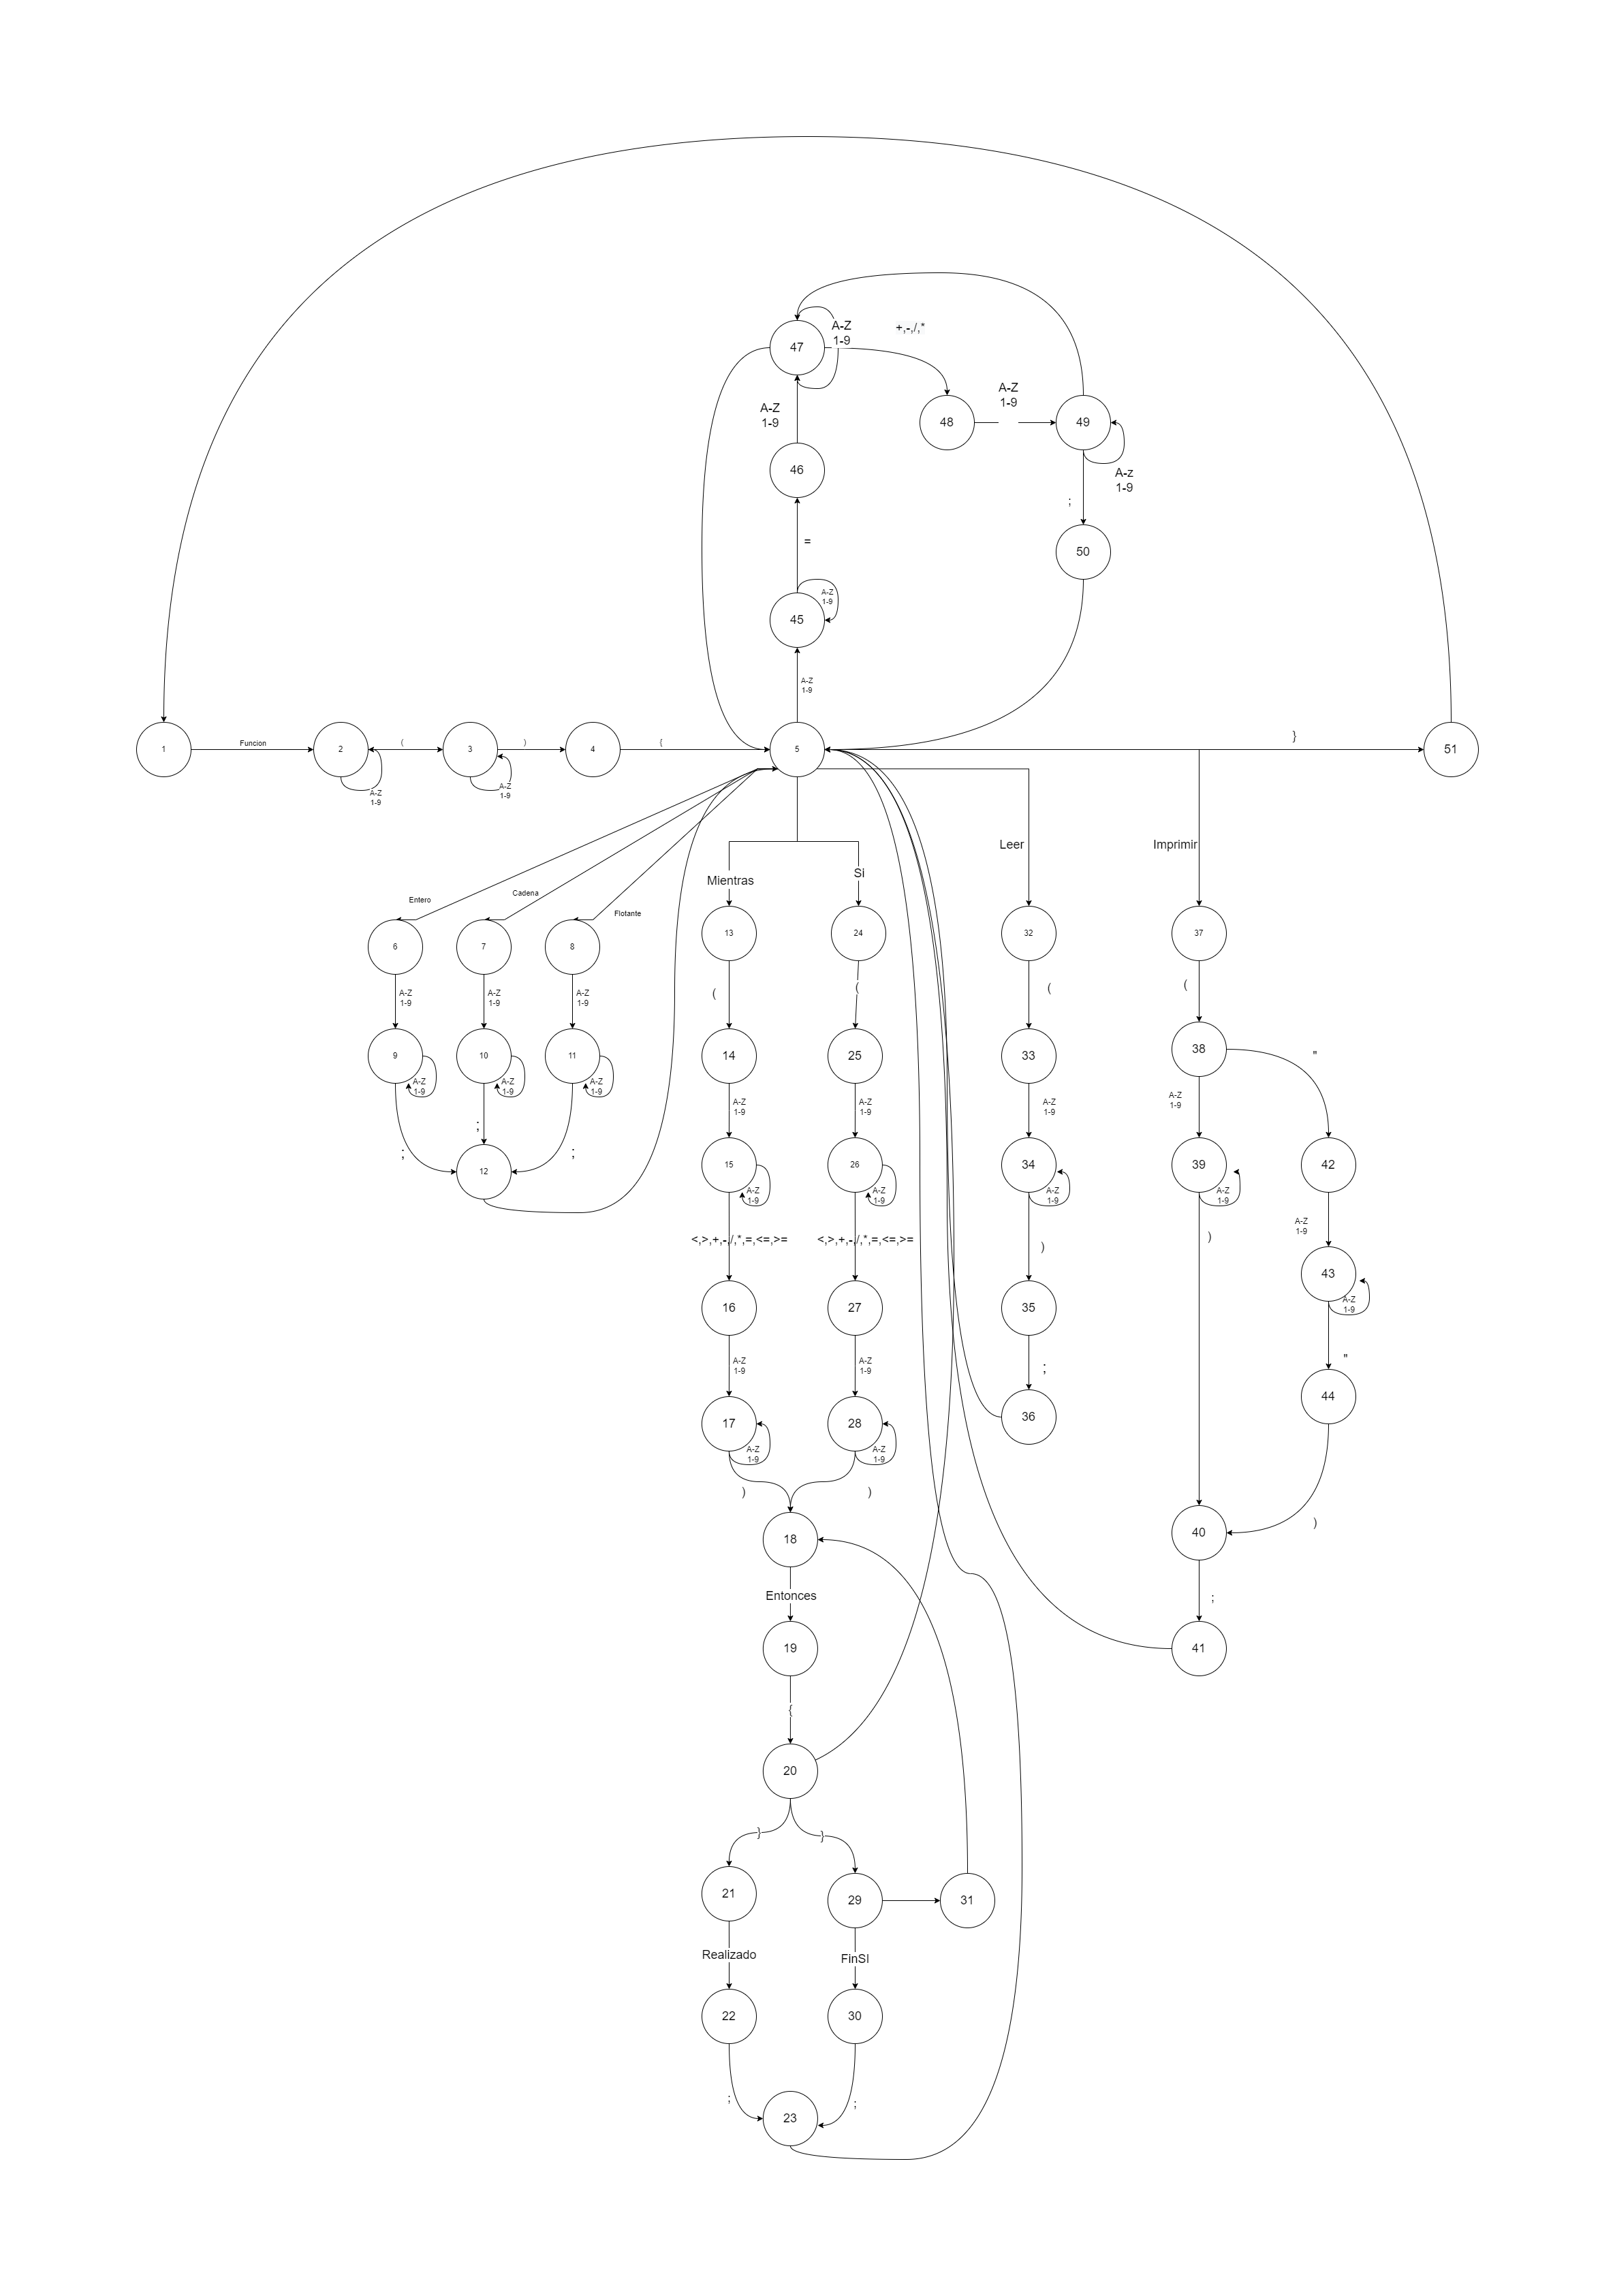 47
A-Z
1-9
+,-,/,*
A-Z
1-9
A-Z
1-9
48
49
46
A-z
1-9
;
=
50
A-Z
1-9
45
A-Z
1-9
1
Funcion
2
(
3
)
4
{
5
}
51
A-Z
1-9
A-Z
1-9
Leer
Imprimir
Mientras
Si
Entero
Cadena
Flotante
6
7
8
13
24
32
37
A-Z
1-9
A-Z
1-9
A-Z
1-9
(
(
(
(
9
10
11
14
25
33
38
"
A-Z
1-9
A-Z
1-9
A-Z
1-9
A-Z
1-9
A-Z
1-9
A-Z
1-9
A-Z
1-9
;
;
;
12
15
26
34
39
42
A-Z
1-9
A-Z
1-9
A-Z
1-9
A-Z
1-9
A-Z
1-9
<,>,+,-,/,*,=,<=,>=
<,>,+,-,/,*,=,<=,>=
)
)
43
A-Z
1-9
16
27
35
A-Z
1-9
A-Z
1-9
;
"
17
28
36
44
A-Z
1-9
A-Z
1-9
)
)
)
18
40
Entonces
;
19
41
{
20
}
}
21
29
31
Realizado
FinSI
22
30
;
;
23